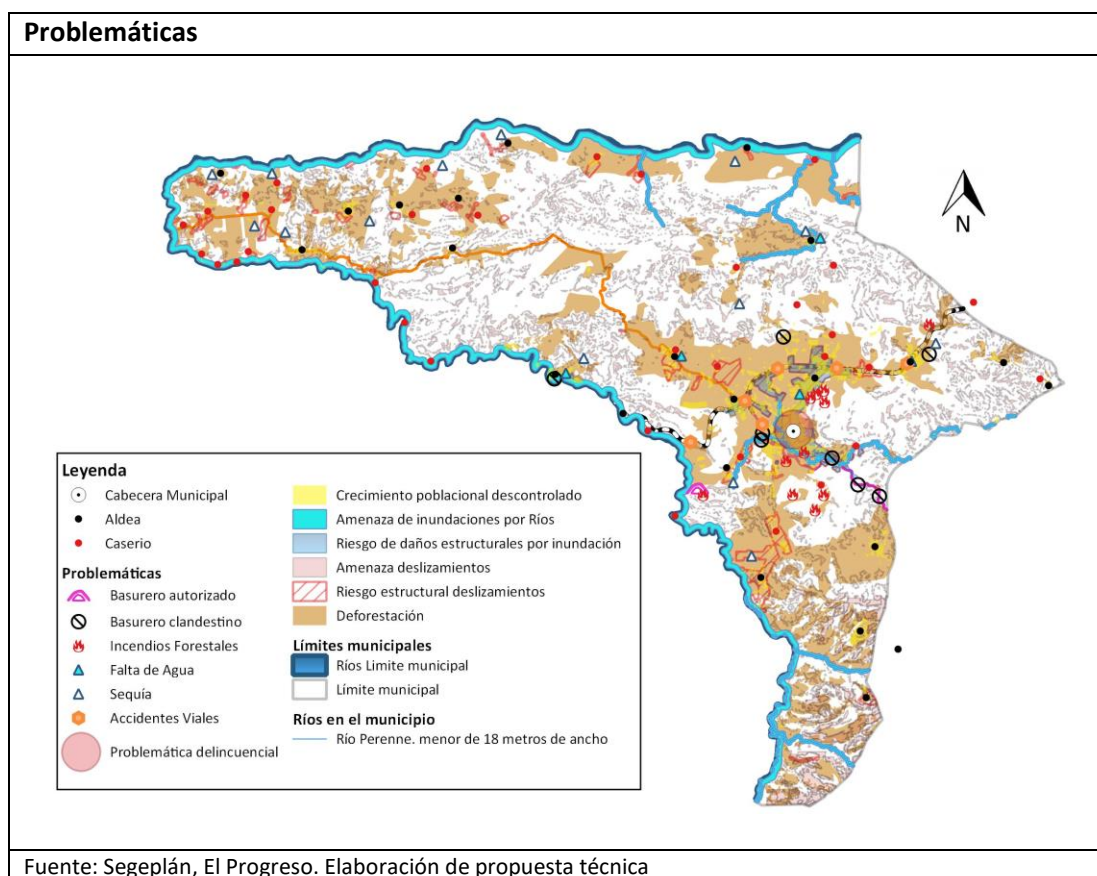 Problemáticas
N
Leyenda
Cabecera Municipal
Aldea
Caserio
Problemáticas
Basurero autorizado
Basurero clandestino
Incendios Forestales
Falta de Agua
Sequía
Accidentes Viales
Problemática delincuencial
Crecimiento poblacional descontrolado
Amenaza de inundaciones por Ríos
Riesgo de daños estructurales por inundación
Amenaza deslizamientos
Riesgo estructural deslizamientos
Deforestación
Límites municipales
Ríos Limite municipal
Límite municipal
Ríos en el municipio
Río Perenne. menor de 18 metros de ancho
Fuente: Segeplán, El Progreso. Elaboración de propuesta técnica